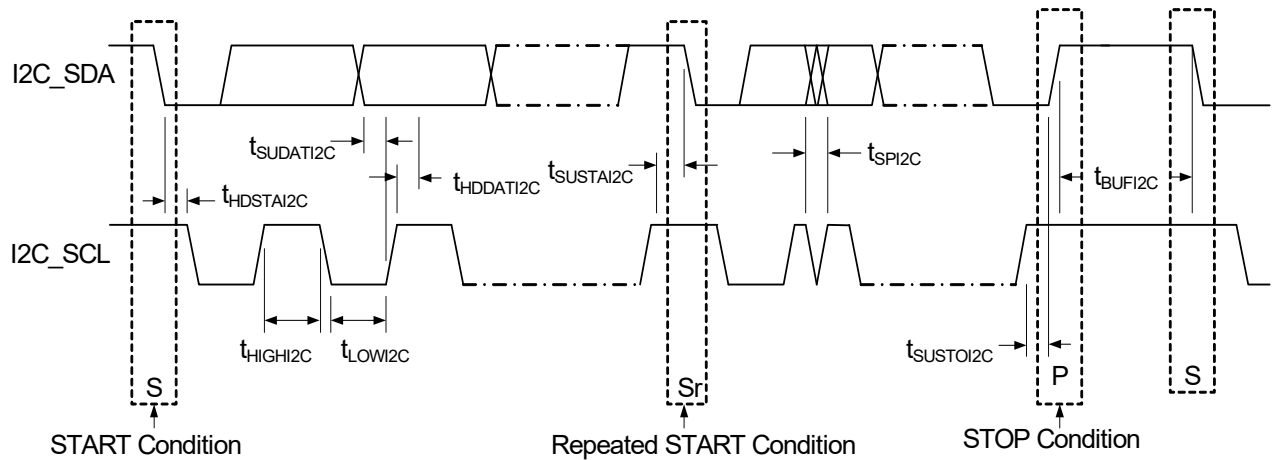 I2C_SDA
tSUDATI2C
tHDDATI2C
tSUSTAI2C
tSPI2C
tBUFI2C
tHDSTAI2C
I2C_SCL
tHIGHI2C
tLOWI2C
tSUSTOI2C
S
Sr
P
S
START Condition
Repeated START Condition
STOP Condition